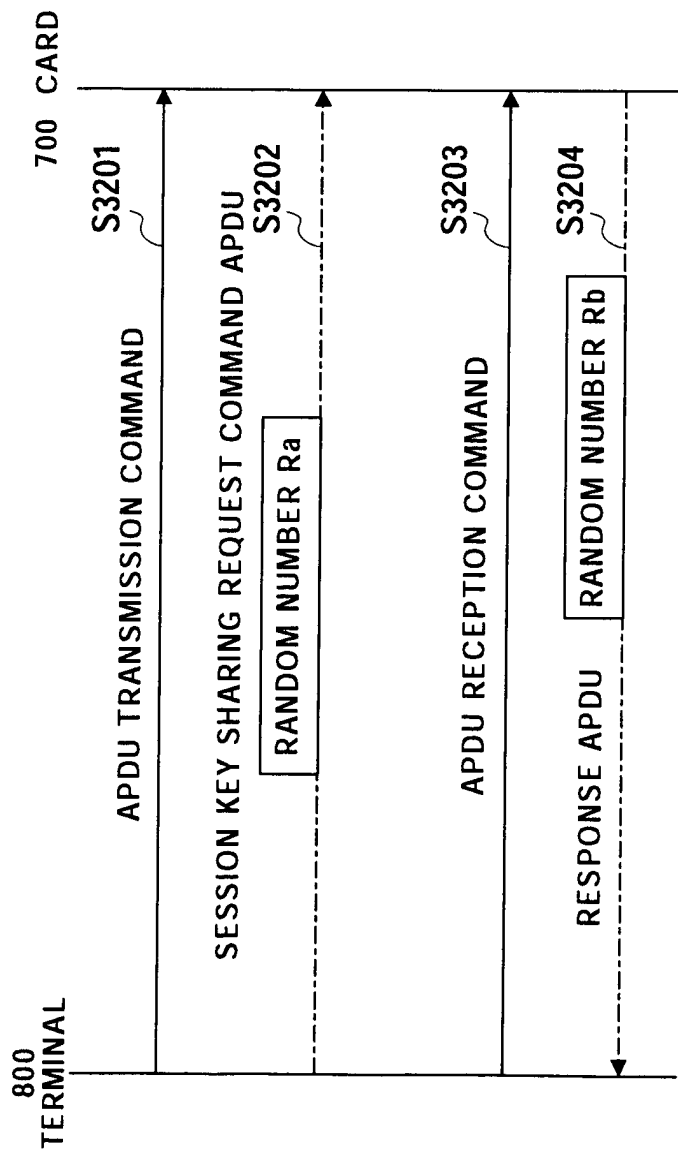 800
TERMINAL
700 CARD
APDU TRANSMISSION COMMAND
S3201
SESSION KEY SHARING REQUEST COMMAND APDU
S3202
RANDOM NUMBER Ra
APDU RECEPTION COMMAND
S3203
RESPONSE APDU
RANDOM NUMBER Rb
S3204